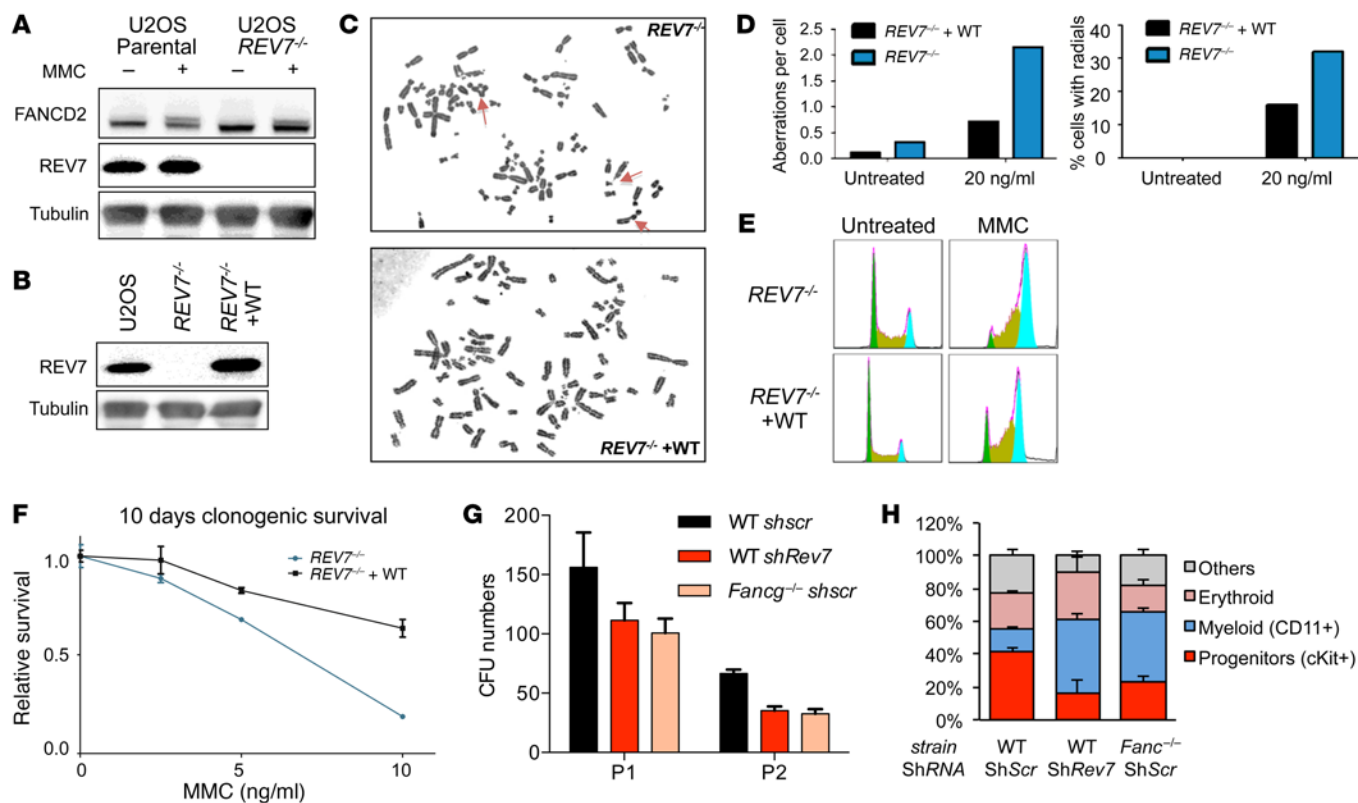 A
U2OS Parental
U2OS REV7-/-
MMC − + − +
FANCD2
REV7
Tubulin
B
U2OS
REV7-/-
REV7-/- +WT
REV7
Tubulin
C
REV7-/-
REV7-/- +WT
D
Aberrations per cell
2.5
2.0
1.5
1.0
0.5
0.0
Untreated
20 ng/ml
REV7-/- + WT
REV7-/-
% cells with radials
40
30
20
10
0
Untreated
20 ng/ml
REV7-/- + WT
REV7-/-
E
Untreated
MMC
REV7-/-
REV7-/- +WT
F
10 days clonogenic survival
REV7-/-
REV7-/- + WT
Relative survival
1.0
0.5
0.0
0 5 10
MMC (ng/ml)
G
CFU numbers
200
150
100
50
0
P1
P2
WT shscr
WT shRev7
Fancg-/- shscr
H
120%
100%
80%
60%
40%
20%
0%
Others
Erythroid
Myeloid (CD11+)
Progenitors (cKit+)
strain WT WT Fanc-/-
ShRNA ShScr ShRev7 ShScr